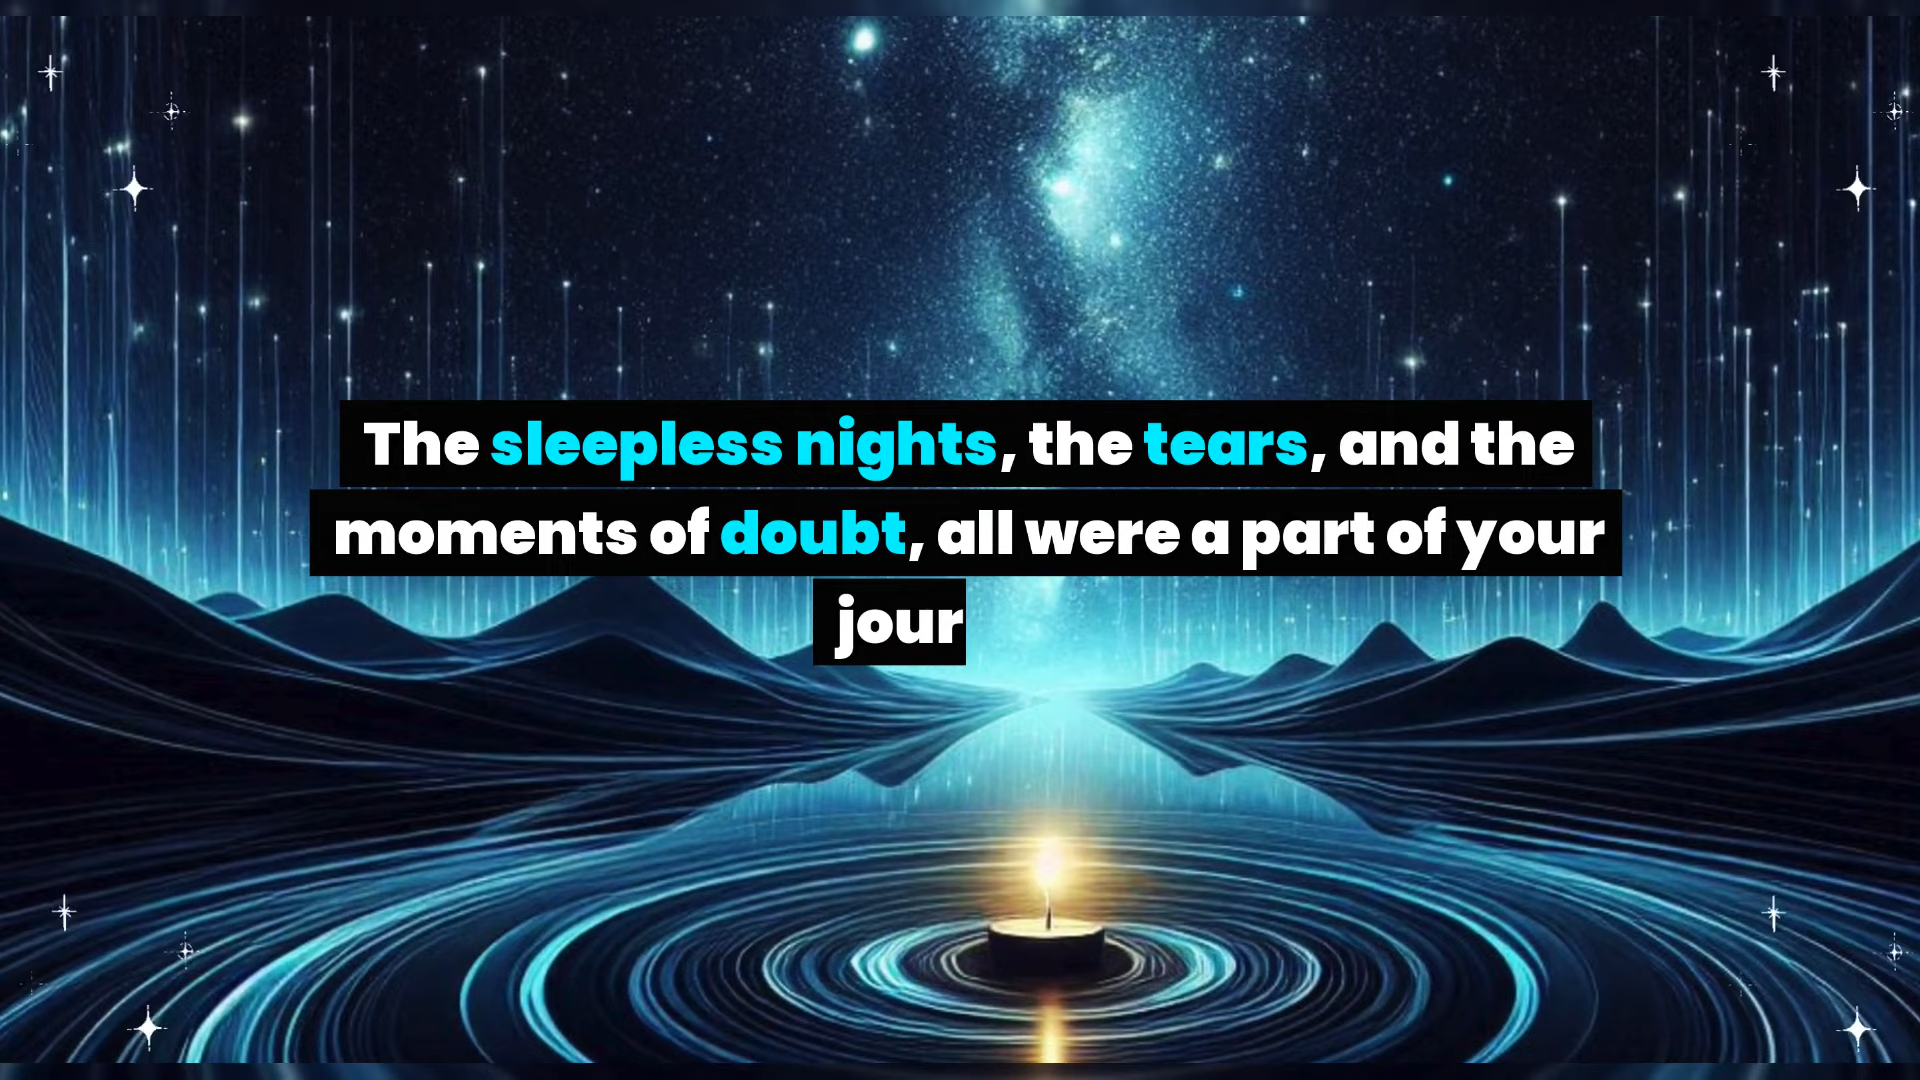 The sleepless nights, the tears, and the
moments of doubt, all were a part of your
jour